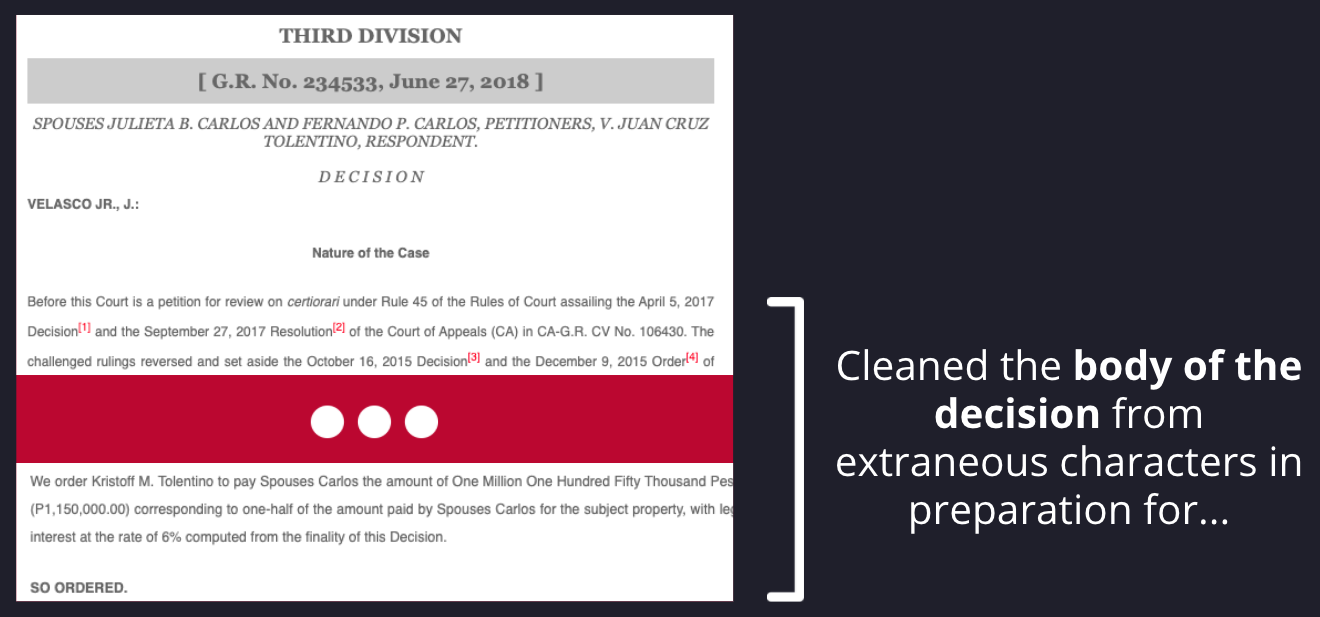 THIRD DIVISION
[ G.R. No. 234533, June 27, 2018 ]
SPOUSES JULIETA B. CARLOS AND FERNANDO P. CARLOS, PETITIONERS, V. JUAN CRUZ
TOLENTINO, RESPONDENT.
D E C I S I O N
VELASCO JR., J.:
Nature of the Case
Before this Court is a petition for review on certiorari under Rule 45 of the Rules of Court assailing the April 5, 2017
Decision[1] and the September 27, 2017 Resolution[2] of the Court of Appeals (CA) in CA-G.R. CV No. 106430. The
challenged rulings reversed and set aside the October 16, 2015 Decision[3] and the December 9, 2015 Order[4] of
We order Kristoff M. Tolentino to pay Spouses Carlos the amount of One Million One Hundred Fifty Thousand Pes
(P1,150,000.00) corresponding to one-half of the amount paid by Spouses Carlos for the subject property, with leg
interest at the rate of 6% computed from the finality of this Decision.
SO ORDERED.
Cleaned the body of the
decision from
extraneous characters in
preparation for...